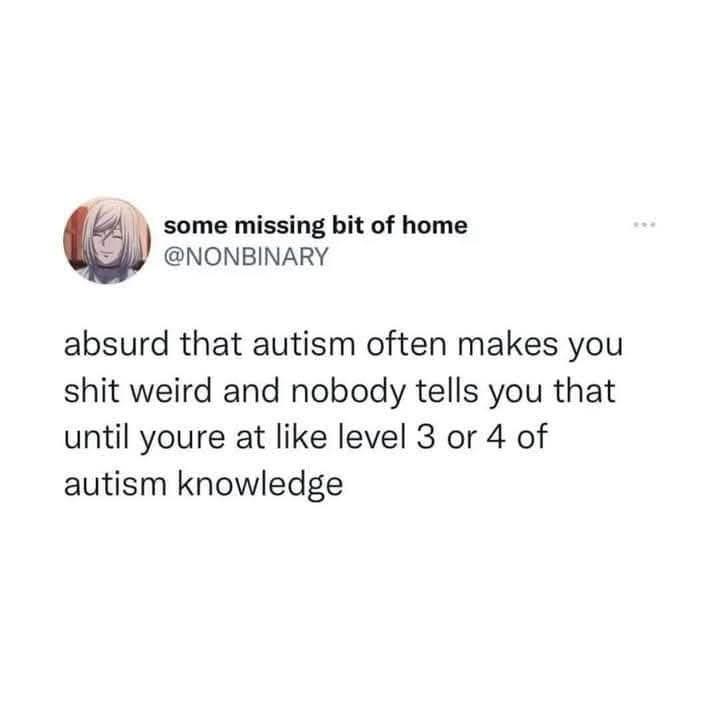 some missing bit of home
@NONBINARY
absurd that autism often makes you
shit weird and nobody tells you that
until youre at like level 3 or 4 of
autism knowledge